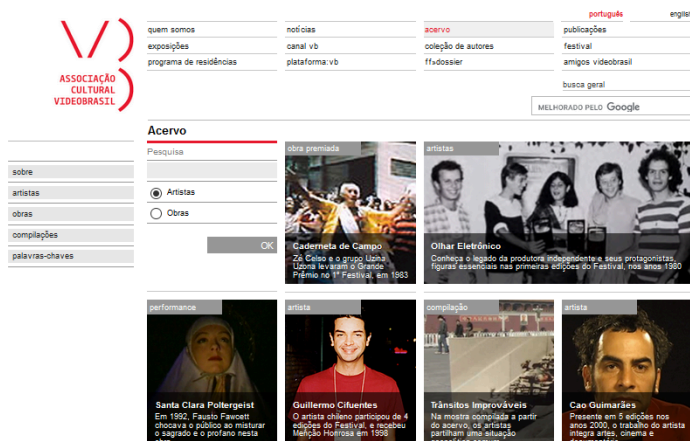 português
englis
ASSOCIAÇÃO
CULTURAL
VIDEOBRASIL
quem somos
notícias
acervo
publicações
exposições
canal vb
coleção de autores
festival
programa de residências
plataforma:vb
ff»dossier
amigos videobrasil
busca geral
MELHORADO PELO Google
Acervo
Pesquisa
Artistas
Obras
OK
sobre
artistas
obras
compilações
palavras-chaves
obra premiada
Caderneta de Campo
Zé Celso e o grupo Uzina
Uzona levaram o Grande
Prêmio no 1º Festival, em 1983
artistas
Olhar Eletrônico
Conheça o legado da produtora independente e seus protagonistas,
figuras essenciais nas primeiras edições do Festival, nos anos 1980
performance
Santa Clara Poltergeist
Em 1992, Fausto Fawcett
chocava o público ao misturar
o sagrado e o profano nesta
artista
Guillermo Cifuentes
O artista chileno participou de 4
edições do Festival, e recebeu
Menção Honrosa em 1998
compilação
Trânsitos Improváveis
Na mostra compilada a partir
do acervo, os artistas
partilham uma situação
artista
Cao Guimarães
Presente em 5 edições nos
anos 2000, o trabalho do artista
integra artes, cinema e